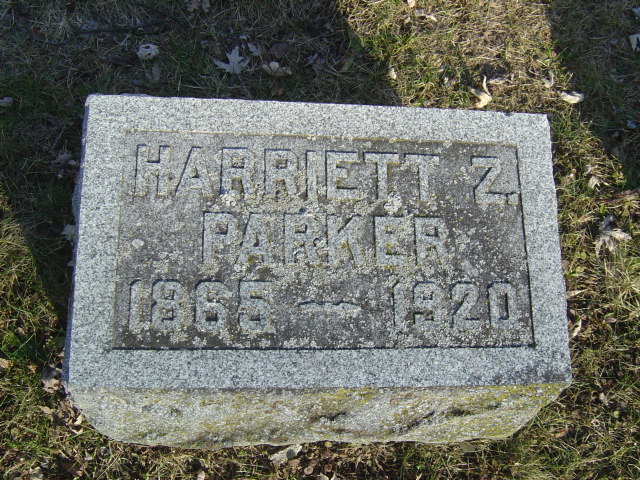 HARRIETT Z.
PARKER
1865 — 1920